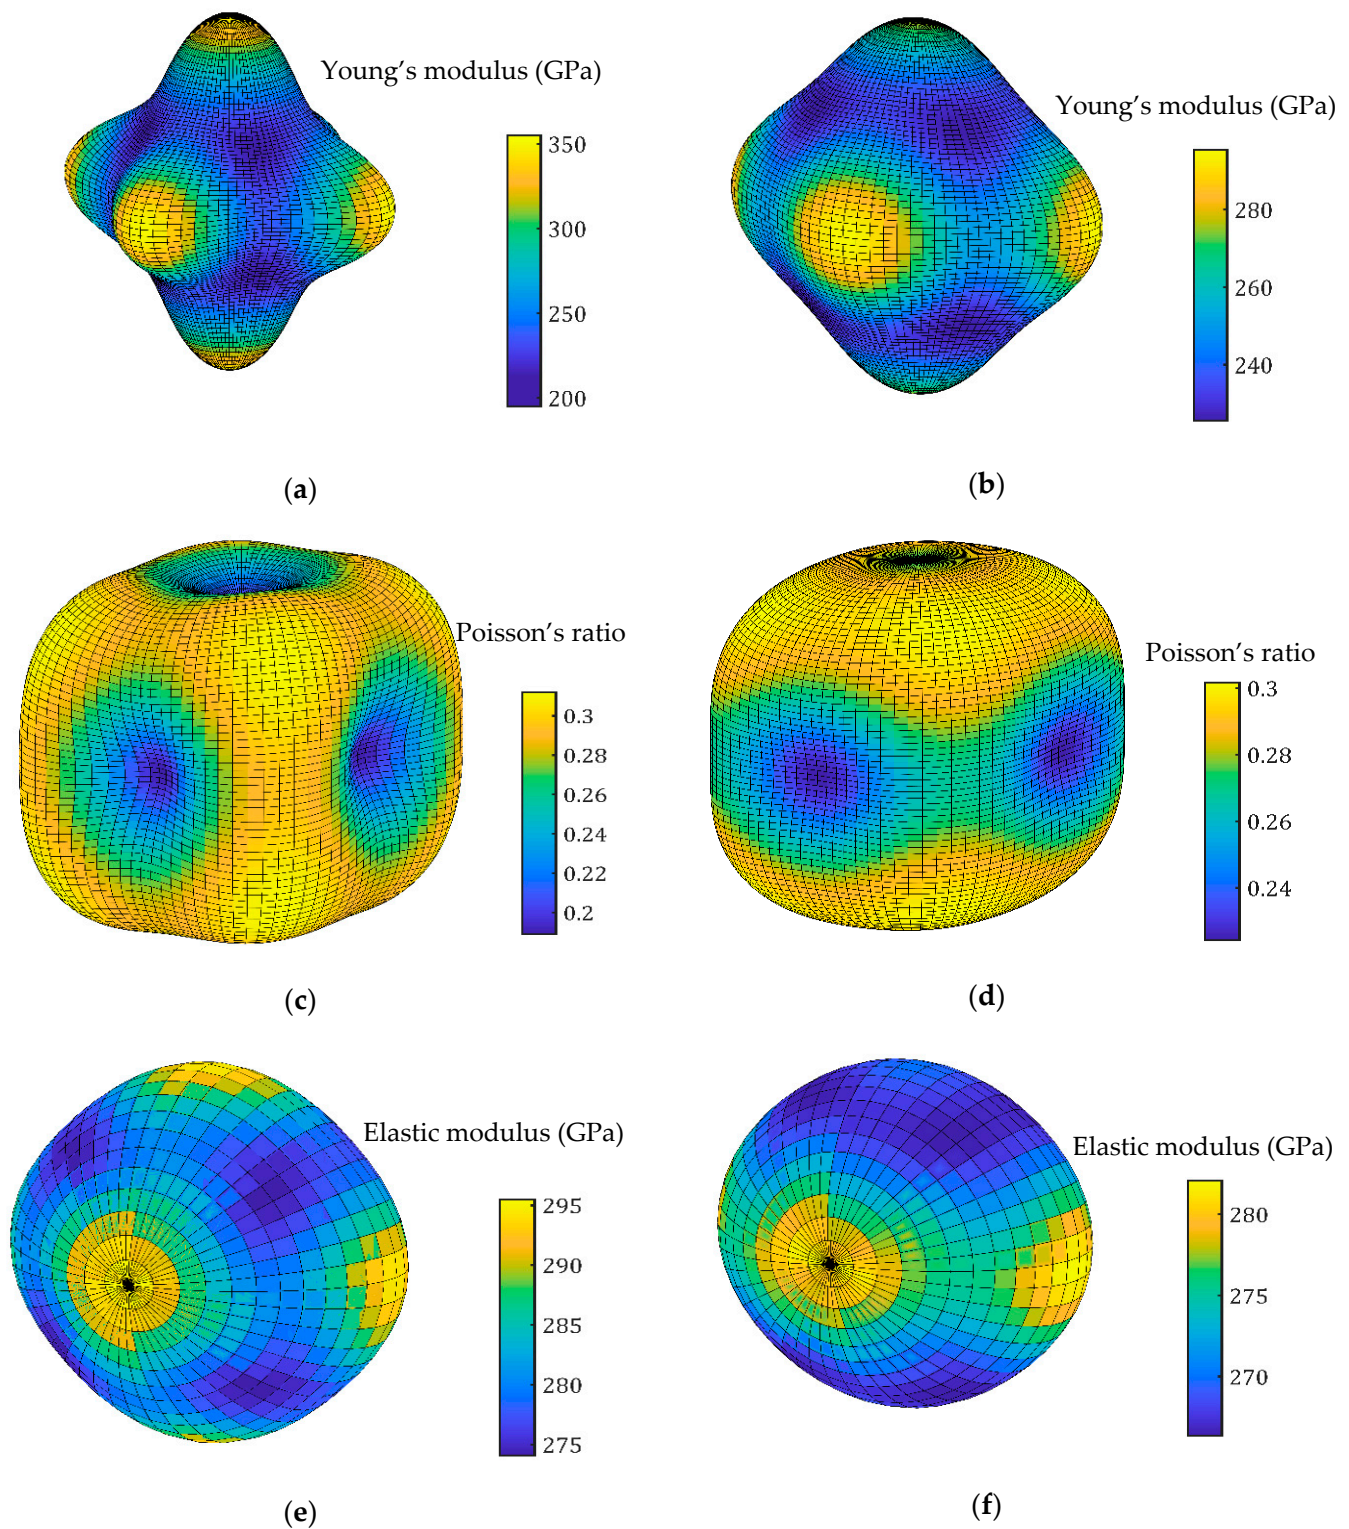 Young's modulus (GPa)
350
300
250
200
(a)
Young's modulus (GPa)
280
260
240
(b)
Poisson's ratio
0.3
0.28
0.26
0.24
0.22
0.2
(c)
Poisson's ratio
0.3
0.28
0.26
0.24
(d)
Elastic modulus (GPa)
295
290
285
280
275
(e)
Elastic modulus (GPa)
280
275
270
(f)